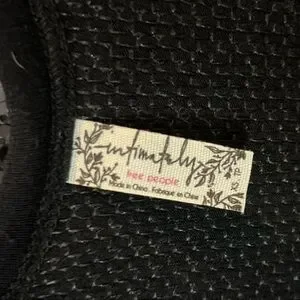 intimately
free people
Made in China. Fabriqué en Chine